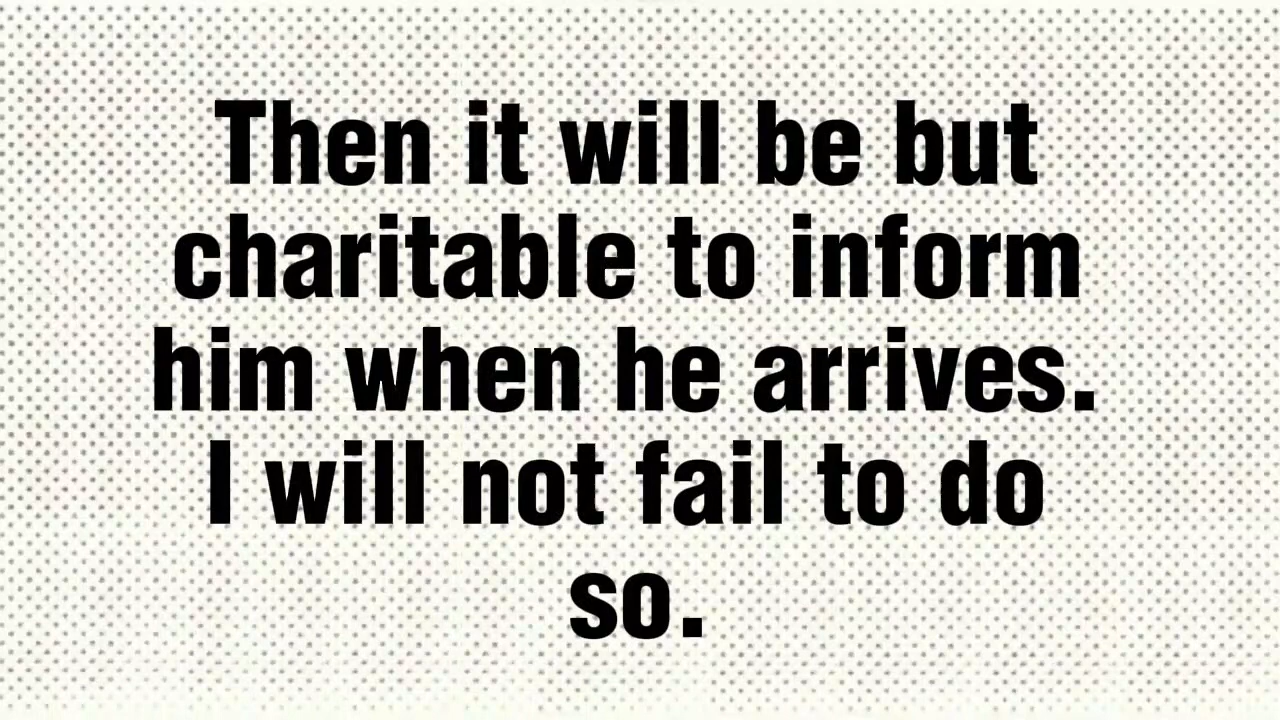 Then it will be but
charitable to inform
him when he arrives.
I will not fail to do
so.